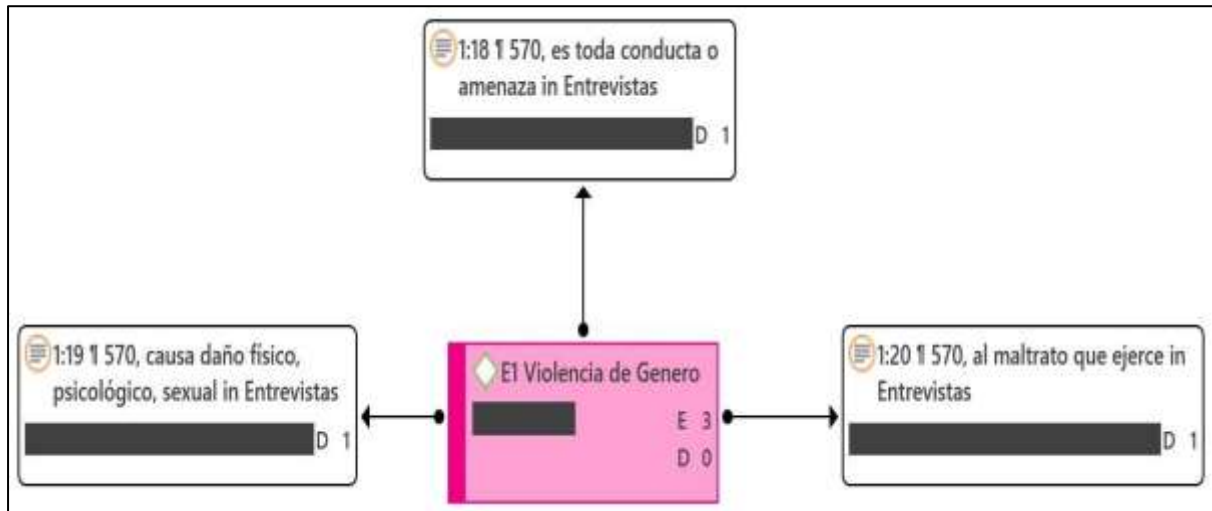 1:18 ¶ 570, es toda conducta o
amenaza in Entrevistas
D 1
1:19 ¶ 570, causa daño físico,
psicológico, sexual in Entrevistas
D 1
E1 Violencia de Genero
E 3
D 0
1:20 ¶ 570, al maltrato que ejerce in
Entrevistas
D 1